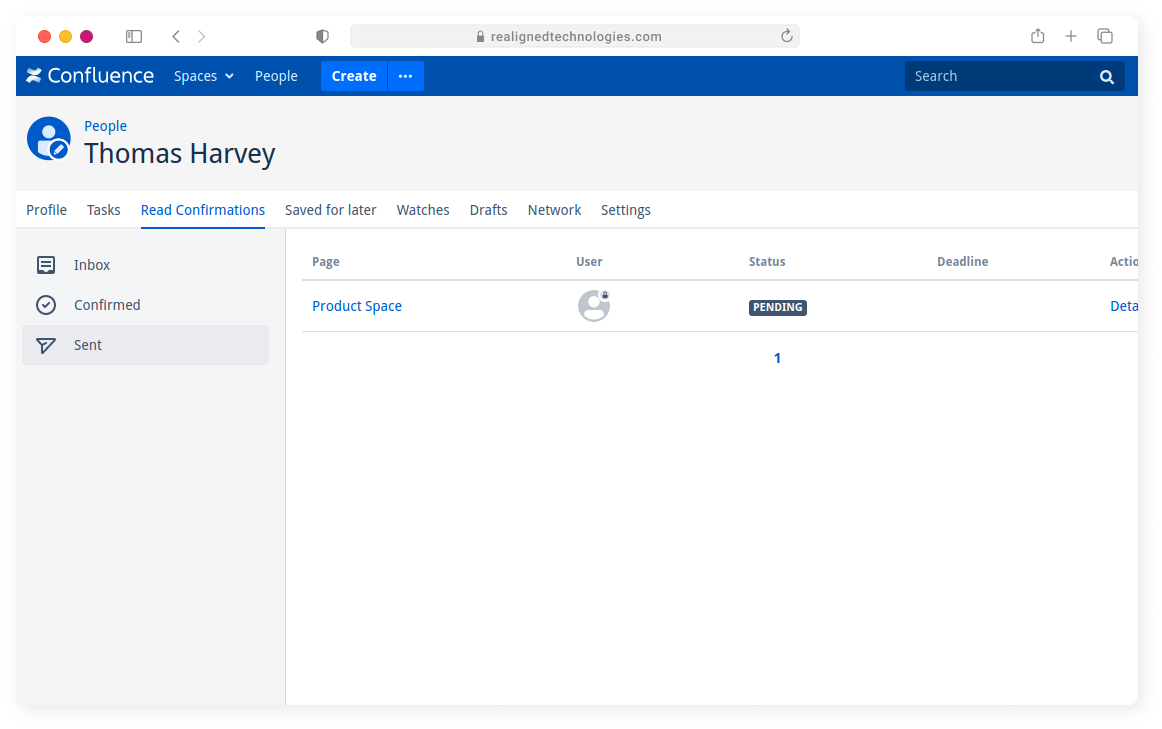 realignedtechnologies.com
Confluence Spaces People Create Search
People
Thomas Harvey
Profile Tasks Read Confirmations Saved for later Watches Drafts Network Settings
Inbox
Confirmed
Sent
Page User Status Deadline Actio
Product Space PENDING Deta
1